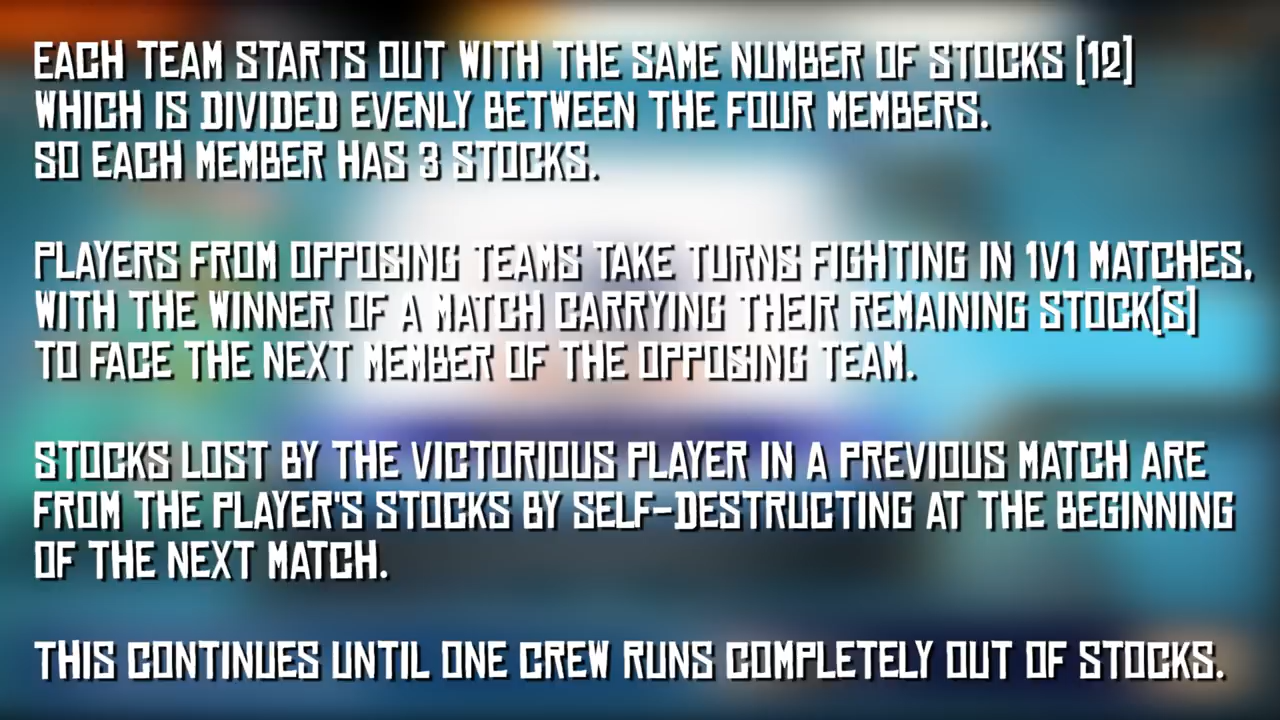 EACH TEAM STARTS OUT WITH THE SAME NUMBER OF STOCKS [12]
WHICH IS DIVIDED EVENLY BETWEEN THE FOUR MEMBERS.
SO EACH MEMBER HAS 3 STOCKS.
PLAYERS FROM OPPOSING TEAMS TAKE TURNS FIGHTING IN 1V1 MATCHES,
WITH THE WINNER OF A MATCH CARRYING THEIR REMAINING STOCK[S]
TO FACE THE NEXT MEMBER OF THE OPPOSING TEAM.
STOCKS LOST BY THE VICTORIOUS PLAYER IN A PREVIOUS MATCH ARE
FROM THE PLAYER'S STOCKS BY SELF-DESTRUCTING AT THE BEGINNING
OF THE NEXT MATCH.
THIS CONTINUES UNTIL ONE CREW RUNS COMPLETELY OUT OF STOCKS.